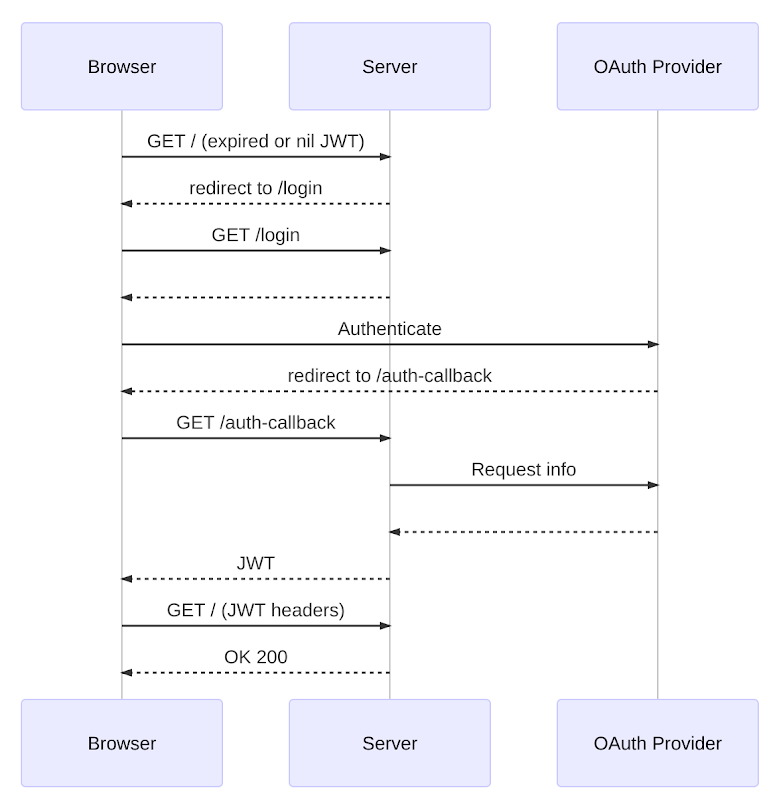 Browser
Server
OAuth Provider
GET / (expired or nil JWT)
redirect to /login
GET /login
Authenticate
redirect to /auth-callback
GET /auth-callback
Request info
JWT
GET / (JWT headers)
OK 200
Browser
Server
OAuth Provider